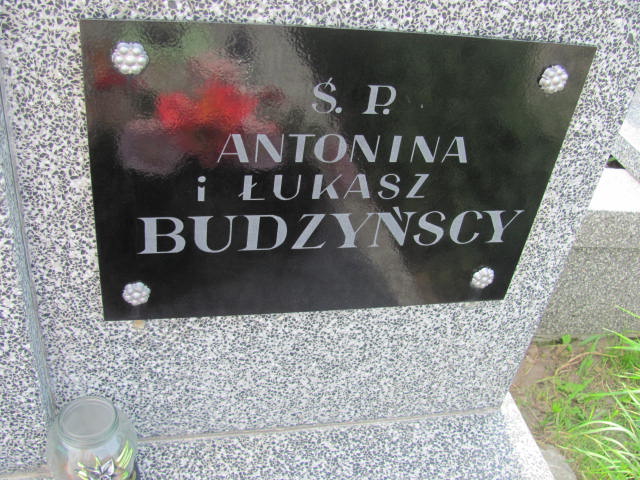 Ś. P.
ANTONINA
i ŁUKASZ
BUDZYŃSCY